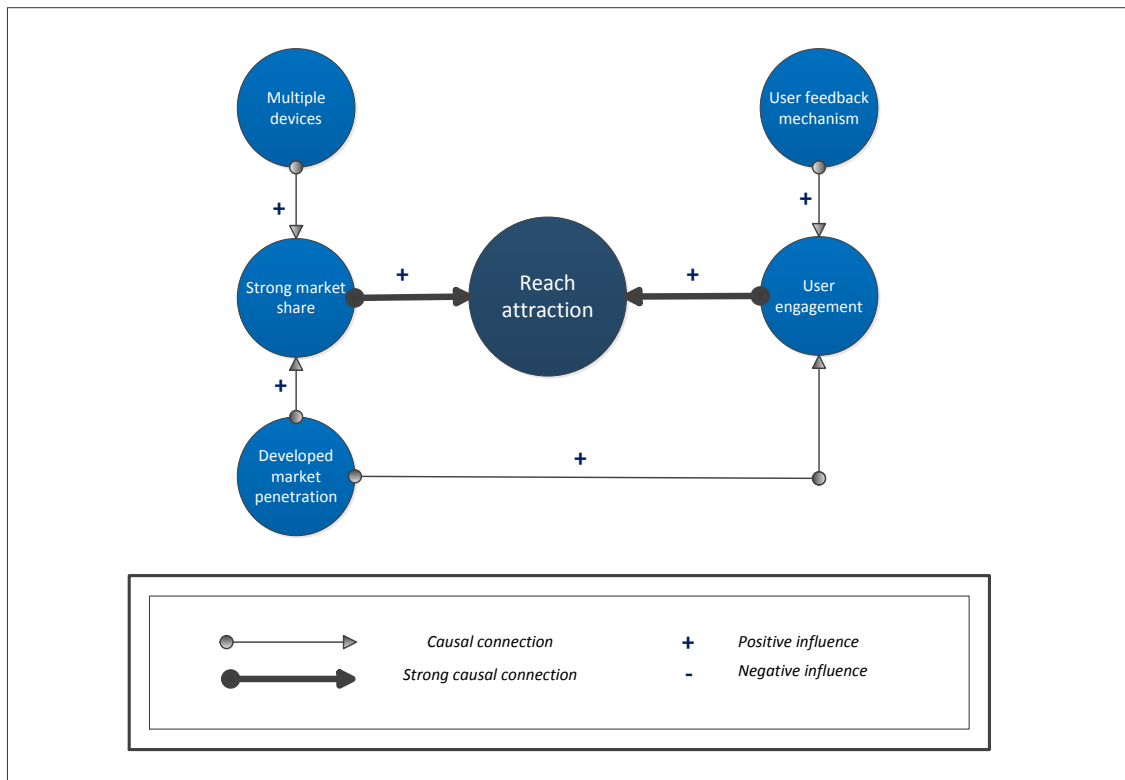 Multiple
devices
User feedback
mechanism
+
+
Strong market
share
+
Reach
attraction
+
User
engagement
+
Developed
market
penetration
+
Causal connection
+
Positive influence
Strong causal connection
-
Negative influence